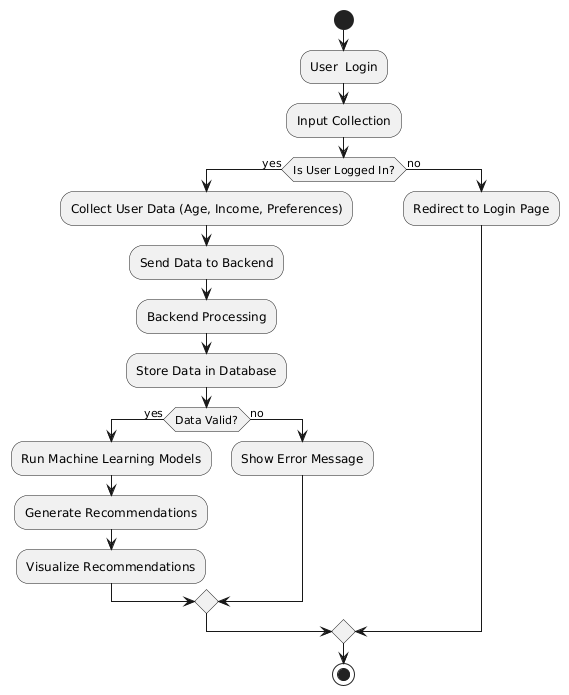 User  Login
Input Collection
yes
Is User Logged In?
no
Collect User Data (Age, Income, Preferences)
Redirect to Login Page
Send Data to Backend
Backend Processing
Store Data in Database
yes
Data Valid?
no
Run Machine Learning Models
Show Error Message
Generate Recommendations
Visualize Recommendations